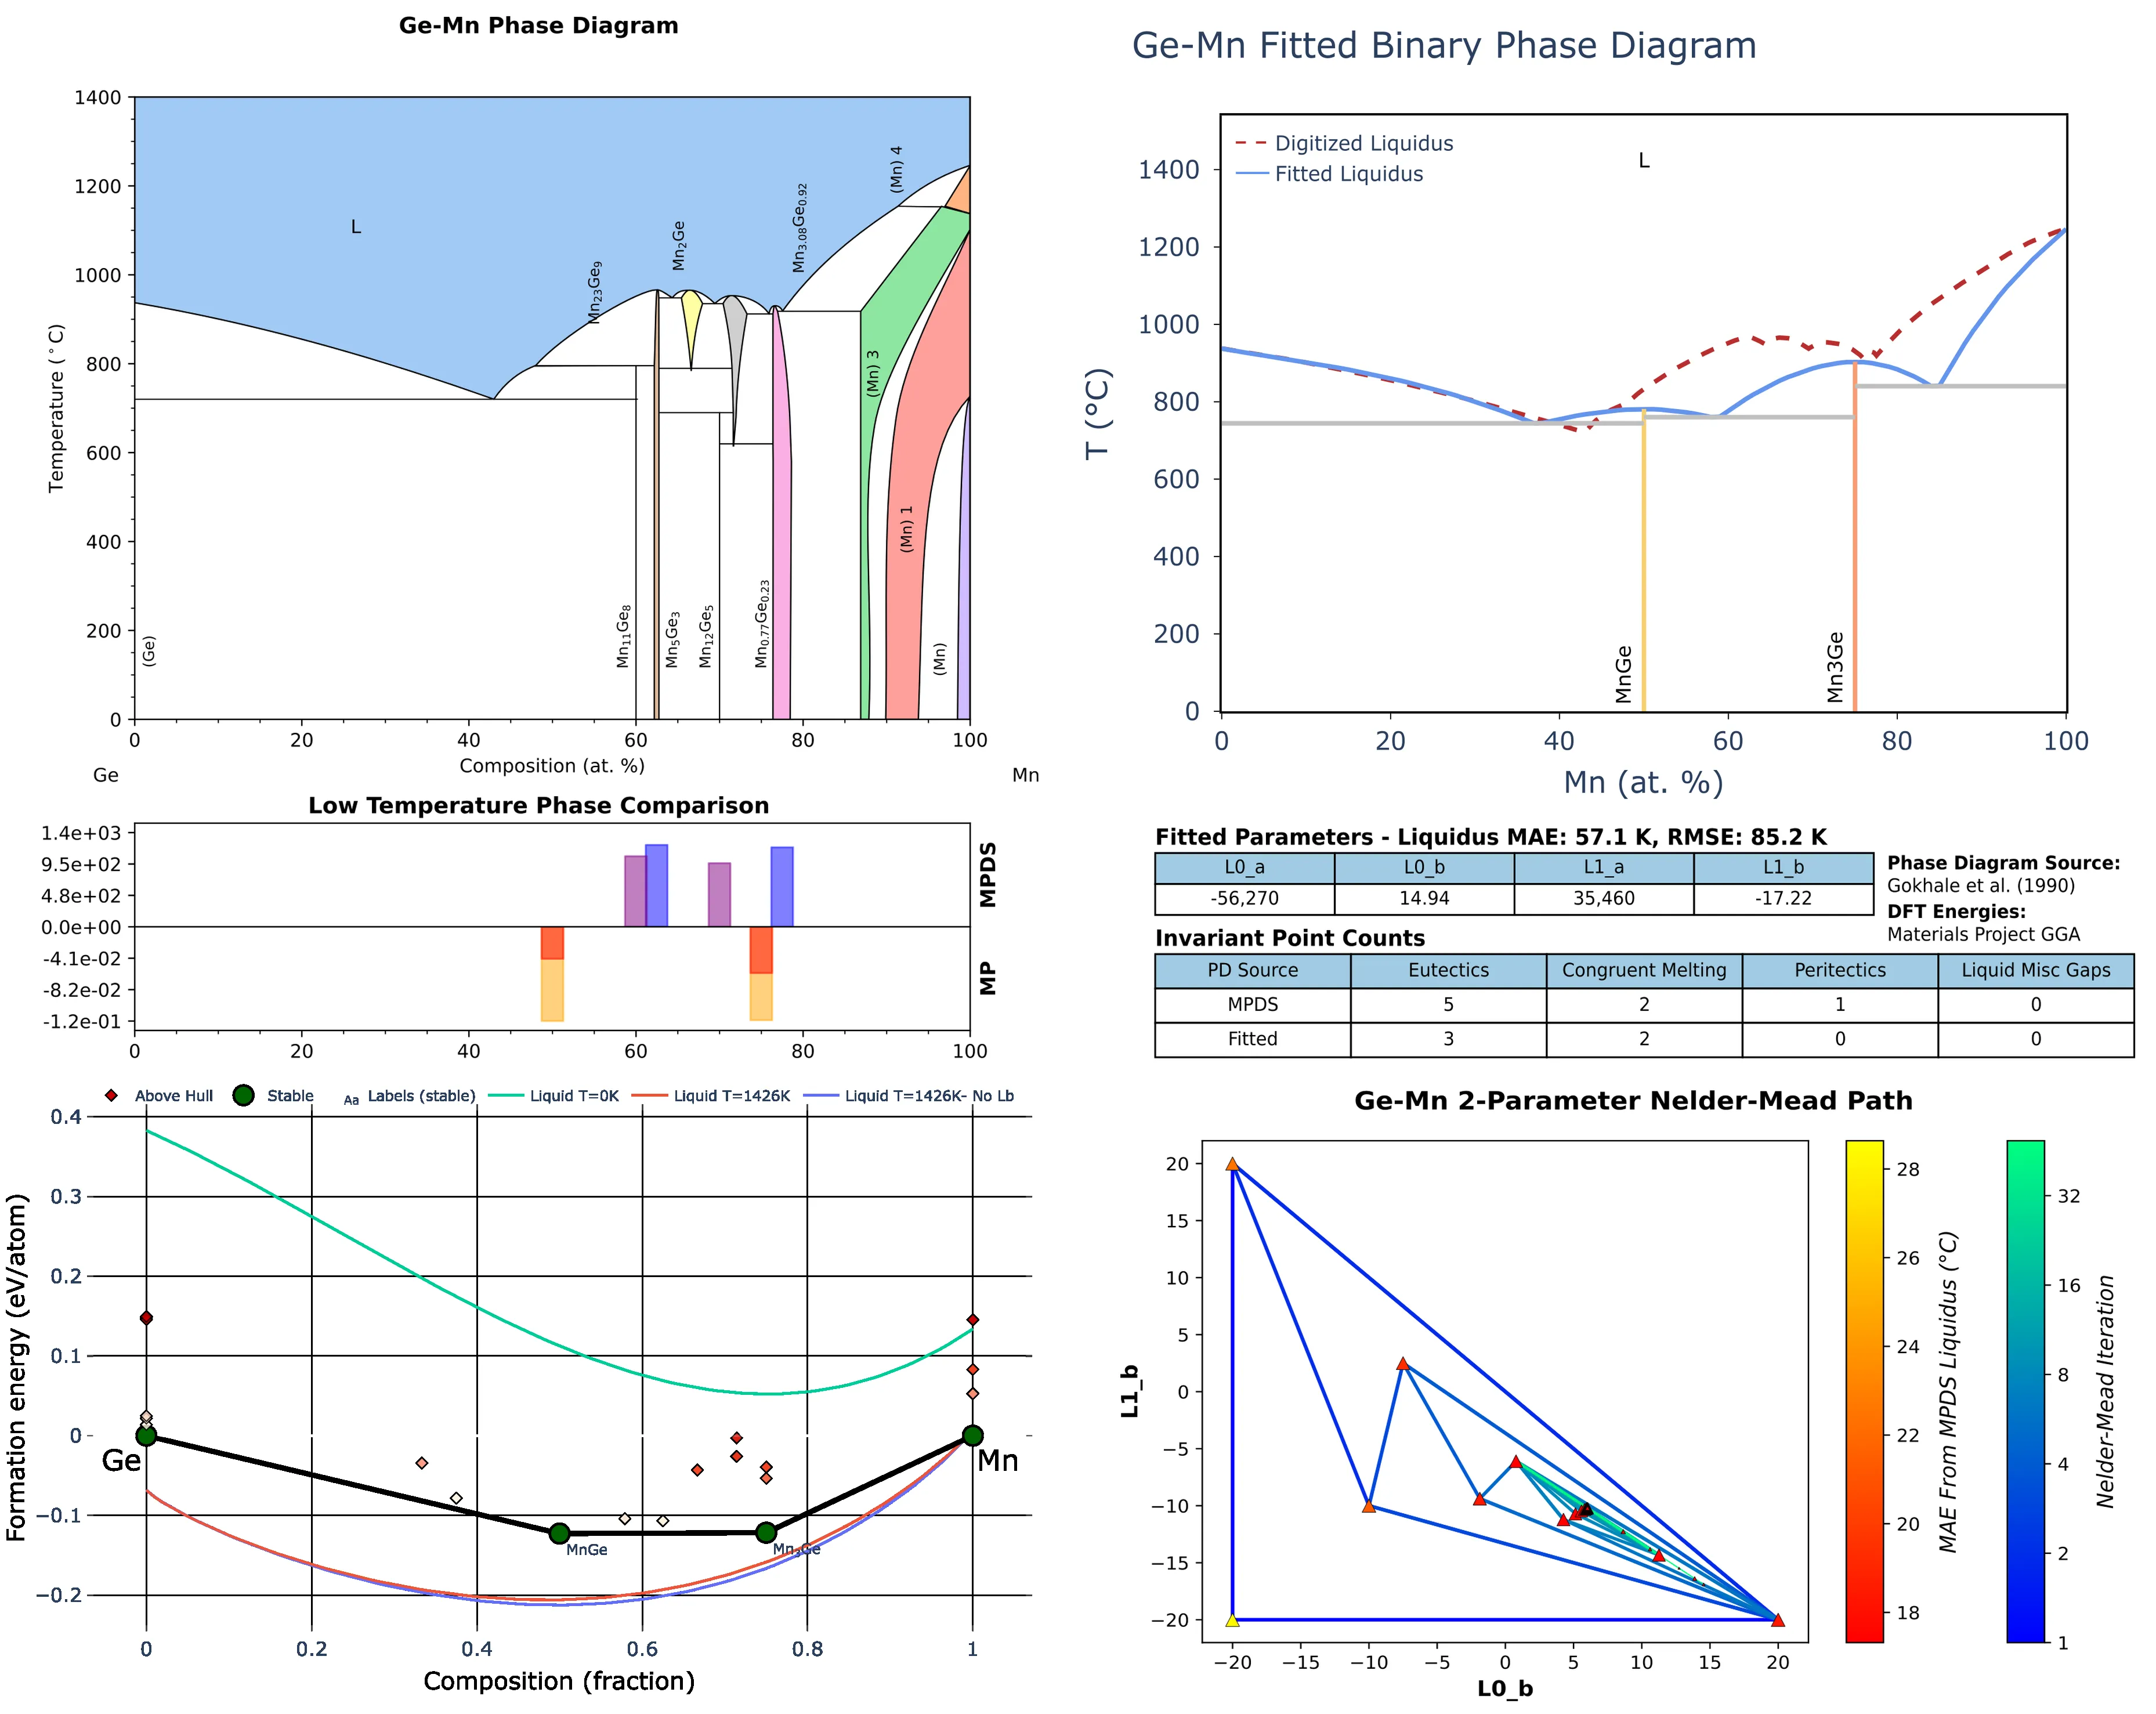 Ge-Mn Phase Diagram
1400
1200
1000
800
600
400
200
0
Temperature (°C)
L
Mn23Ge9
Mn2Ge
Mn3.08Ge0.92
(Mn) 4
(Mn) 3
(Mn) 1
(Mn)
(Ge)
Mn11Ge8
Mn5Ge3
Mn12Ge5
Mn0.77Ge0.23
0 20 40 60 80 100
Composition (at. %)
Ge
Mn
Ge-Mn Fitted Binary Phase Diagram
Digitized Liquidus
Fitted Liquidus
L
1400
1200
1000
800
600
400
200
0
T (°C)
MnGe
Mn3Ge
0 20 40 60 80 100
Mn (at. %)
Low Temperature Phase Comparison
1.4e+03
9.5e+02
4.8e+02
0.0e+00
-4.1e-02
-8.2e-02
-1.2e-01
MPDS
MP
0 20 40 60 80 100
Fitted Parameters - Liquidus MAE: 57.1 K, RMSE: 85.2 K
L0_a L0_b L1_a L1_b
-56,270 14.94 35,460 -17.22
Phase Diagram Source:
Gokhale et al. (1990)
DFT Energies:
Materials Project GGA
Invariant Point Counts
PD Source Eutectics Congruent Melting Peritectics Liquid Misc Gaps
MPDS 5 2 1 0
Fitted 3 2 0 0
Above Hull Stable Aa Labels (stable) Liquid T=0K Liquid T=1426K Liquid T=1426K- No Lb
0.4
0.3
0.2
0.1
0
−0.1
−0.2
Formation energy (eV/atom)
Ge
Mn
MnGe
Mn3Ge
0 0.2 0.4 0.6 0.8 1
Composition (fraction)
Ge-Mn 2-Parameter Nelder-Mead Path
20
15
10
5
0
−5
−10
−15
−20
L1_b
−20 −15 −10 −5 0 5 10 15 20
L0_b
28
26
24
22
20
18
MAE From MPDS Liquidus (°C)
32
16
8
4
2
1
Nelder-Mead Iteration